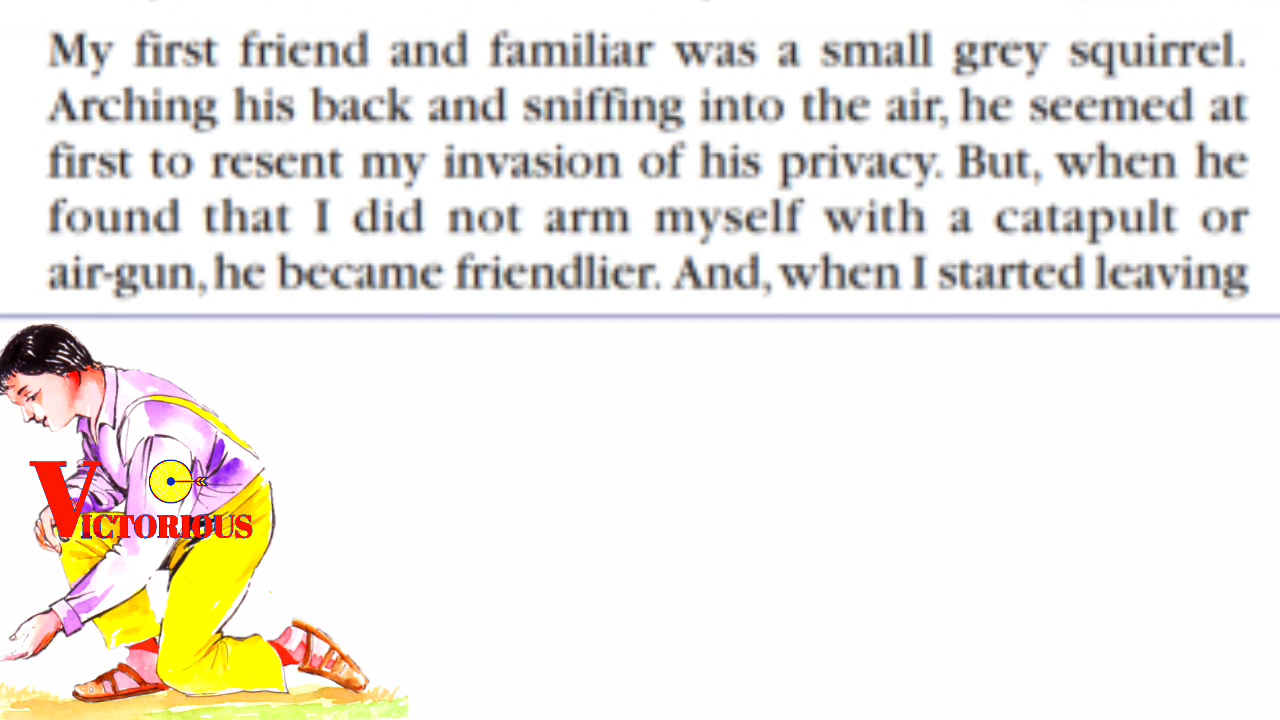 My first friend and familiar was a small grey squirrel.
Arching his back and sniffing into the air, he seemed at
first to resent my invasion of his privacy. But, when he
found that I did not arm myself with a catapult or
air-gun, he became friendlier. And, when I started leaving
VICTORIOUS